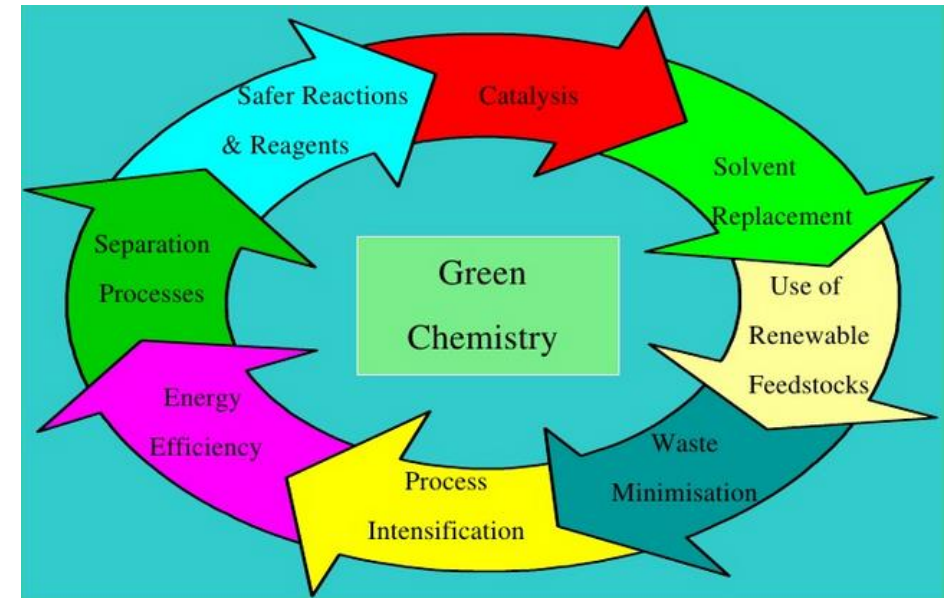 Safer Reactions
& Reagents
Catalysis
Solvent
Replacement
Use of
Renewable
Feedstocks
Waste
Minimisation
Process
Intensification
Energy
Efficiency
Separation
Processes
Green
Chemistry